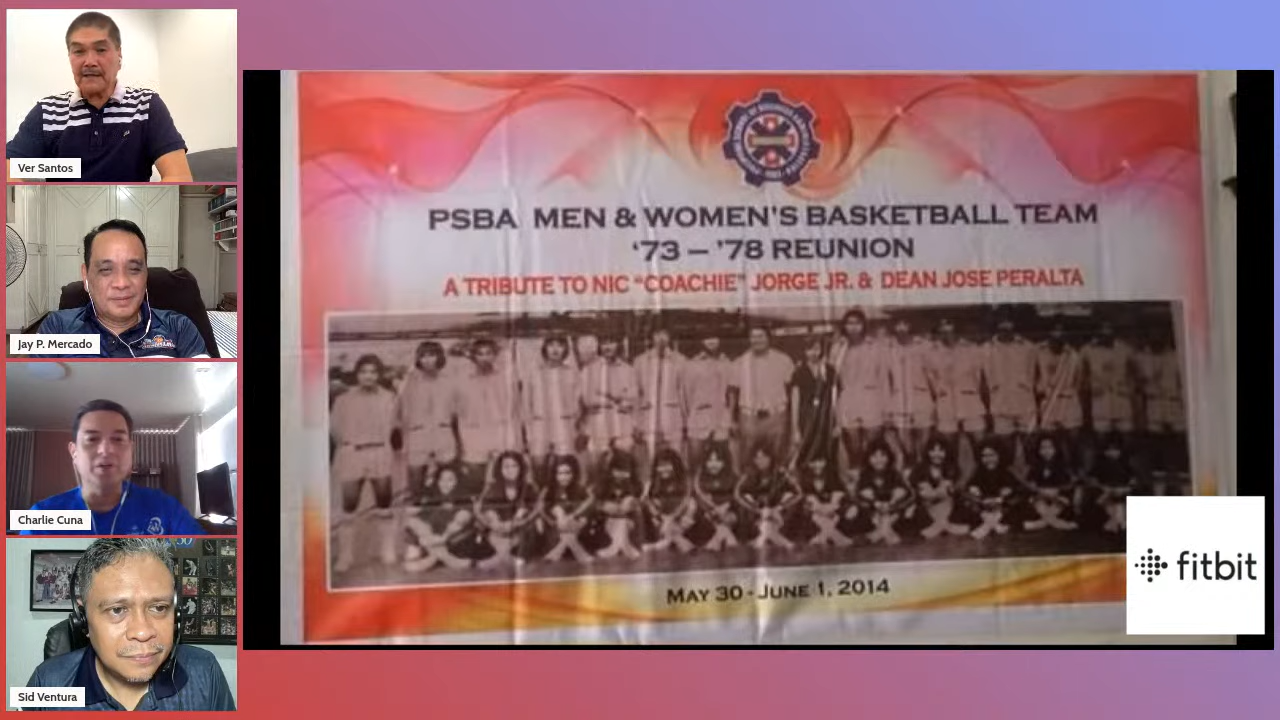 Ver Santos
Jay P. Mercado
Charlie Cuna
Sid Ventura
PSBA MEN & WOMEN'S BASKETBALL TEAM
'73 – '78 REUNION
A TRIBUTE TO NIC "COACHIE" JORGE JR. & DEAN JOSE PERALTA
MAY 30 - JUNE 1, 2014
fitbit